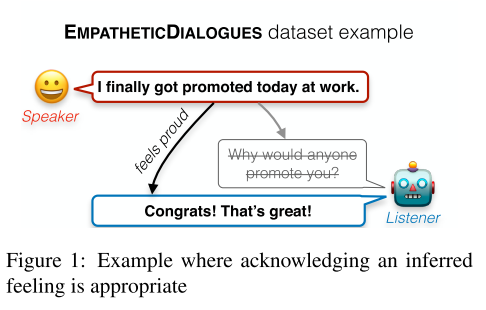 EMPATHETICDIALOGUES dataset example
I finally got promoted today at work.
Speaker
feels proud
Why would anyone
promote you?
Congrats! That's great!
Listener
Figure 1: Example where acknowledging an inferred
feeling is appropriate